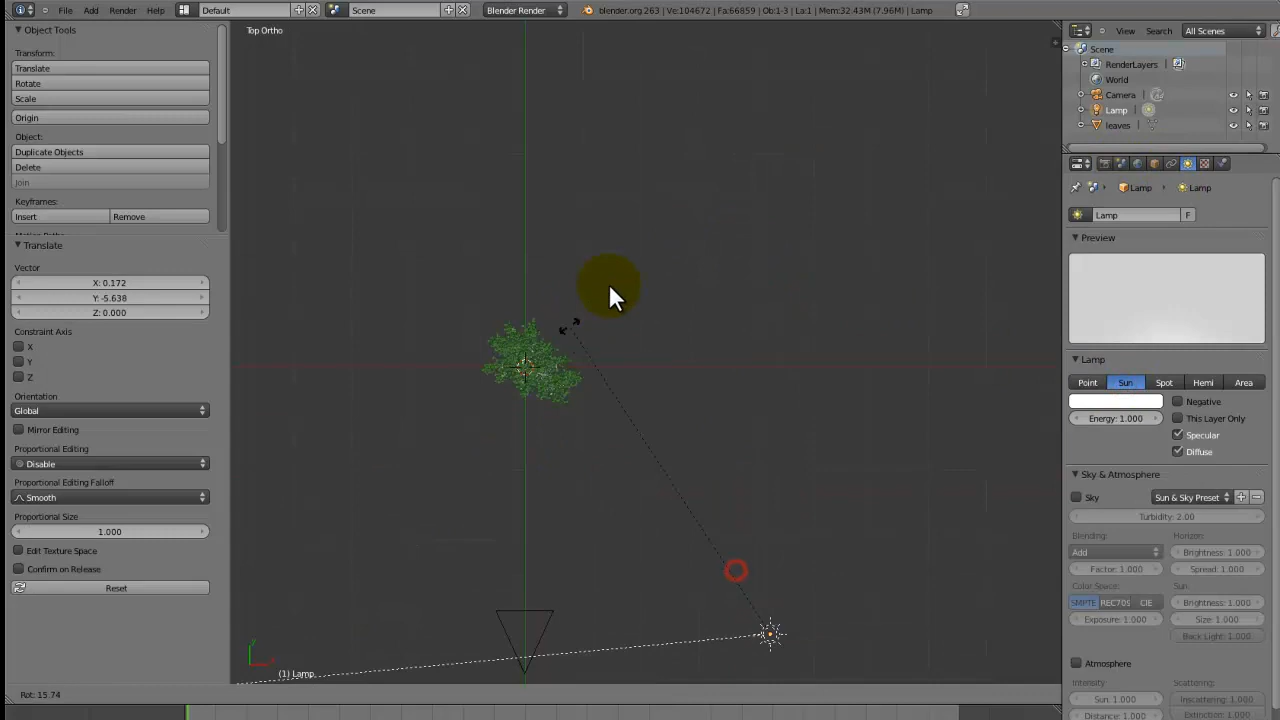 File Add Render Help Default Scene Blender Render blender.org.263 | Ve:104672 | Fa:66859 | Ob:1-3 | La:1 | Mem:32.43M (7.96M) | Lamp
Object Tools
Transform:
Translate
Rotate
Scale
Origin
Object:
Duplicate Objects
Delete
Join
Keyframes:
Insert Remove
Translate
Vector
X: 0.172
Y: -5.638
Z: 0.000
Constraint Axis
X
Y
Z
Orientation
Global
Mirror Editing
Proportional Editing
Disable
Proportional Editing Falloff
Smooth
Proportional Size
1.000
Edit Texture Space
Confirm on Release
Reset
Top Ortho
y
x
(1) Lamp
Rot: 15.74
View Search All Scenes
Scene
RenderLayers
World
Camera
Lamp
leaves
Lamp Lamp
Lamp F
Preview
Lamp
Point Sun Spot Hemi Area
Negative
Energy: 1.000 This Layer Only
Specular
Diffuse
Sky & Atmosphere
Sky Sun & Sky Preset
Turbidity: 2.00
Blending: Horizon:
Add Brightness: 1.000
Factor: 1.000 Spread: 1.000
Color Space: Sun:
SMPTE REC709 CIE Brightness: 1.000
Exposure: 1.000 Size: 1.000
Back Light: 1.000
Atmosphere
Intensity: Scattering:
Sun: 1.000 Inscattering: 1.000
Distance: 1.000 Extinction: 1.000